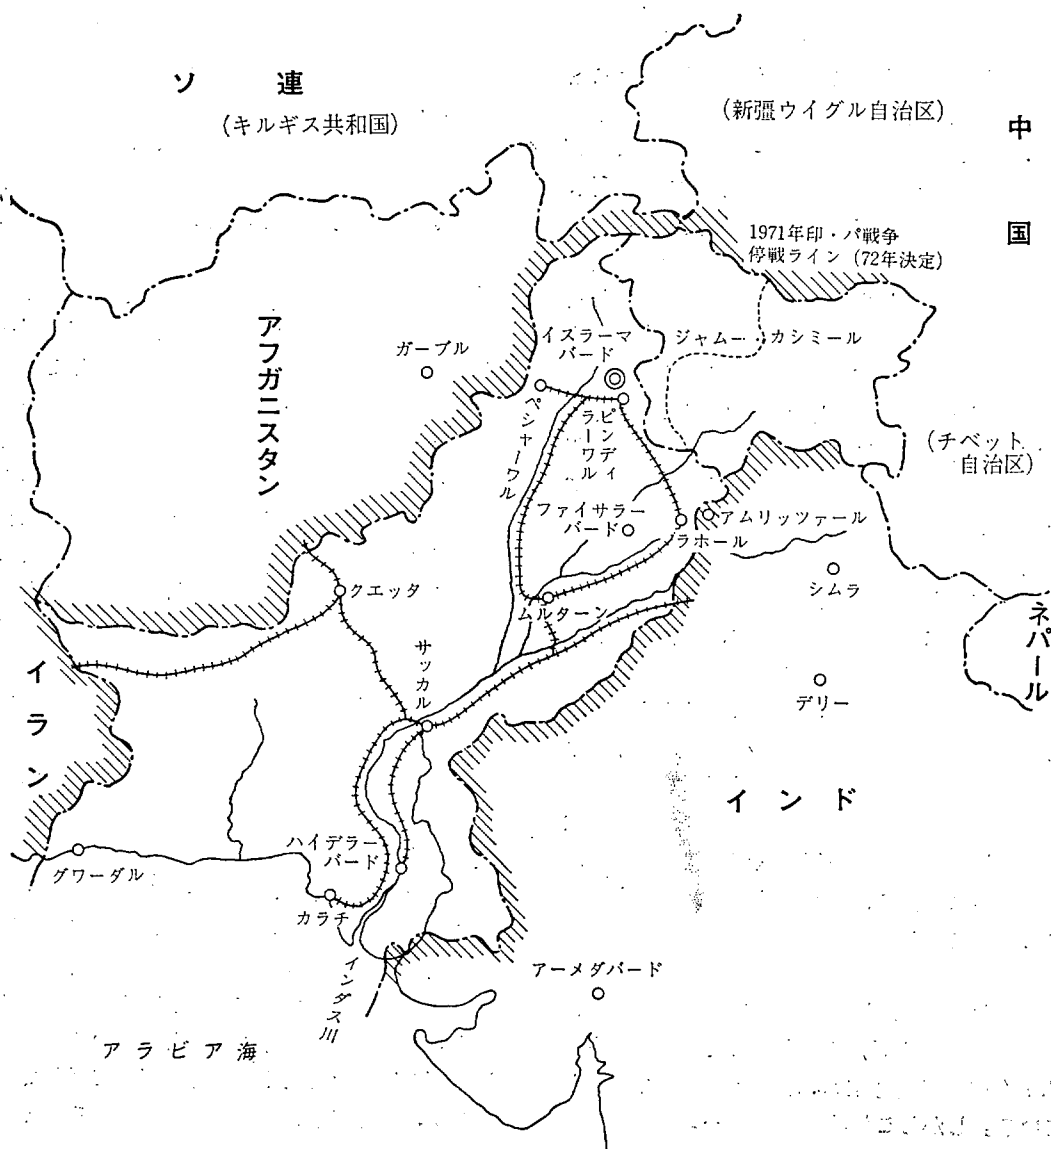 ソ 連
(キルギス共和国)
(新彊ウイグル自治区)
中国
1971年印・パ戦争
停戦ライン (72年決定)
アフガニスタン
ガーブル
イズラーマ
バード
ジャムー・カシミール
ペシャーワル
ラーワル
ピンディ
(チベット
自治区)
ファイサラー
バード
アムリッツァール
ラホール
シムラ
クエッタ
ムルターン
ネパール
イラン
サッカル
デリー
インド
ハイデラー
バード
グワーダル
カラチ
インダス川
アーメダバード
アラビア海